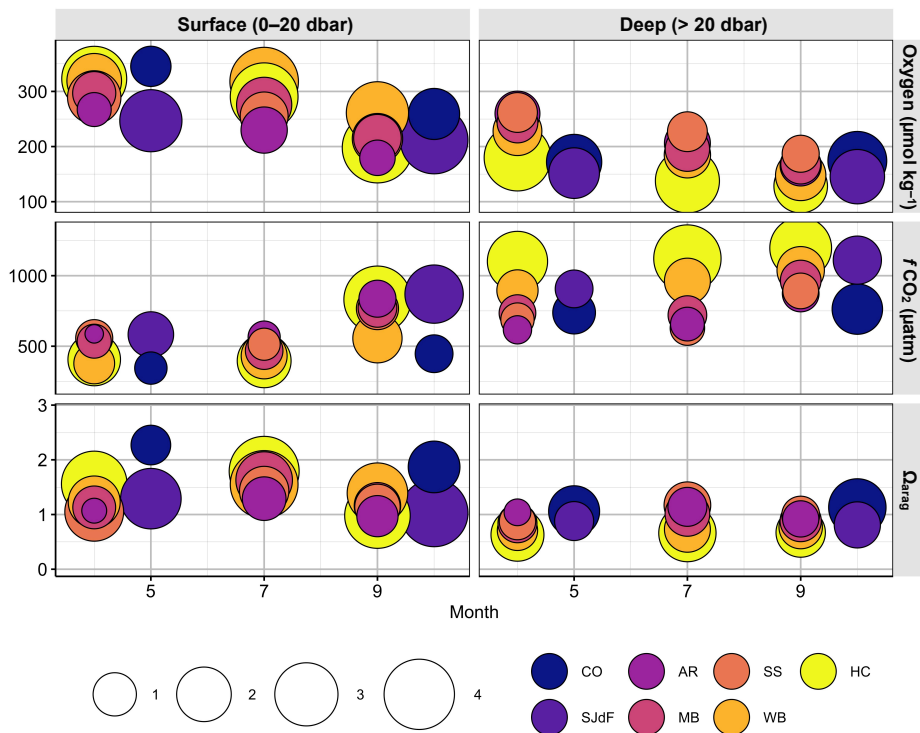 Surface (0–20 dbar)
Deep (> 20 dbar)
300
200
100
Oxygen (μmol kg⁻¹)
1000
500
fCO₂ (μatm)
3
2
1
0
Ωarag
5
7
9
5
7
9
Month
1
2
3
4
CO
AR
SS
HC
SJdF
MB
WB